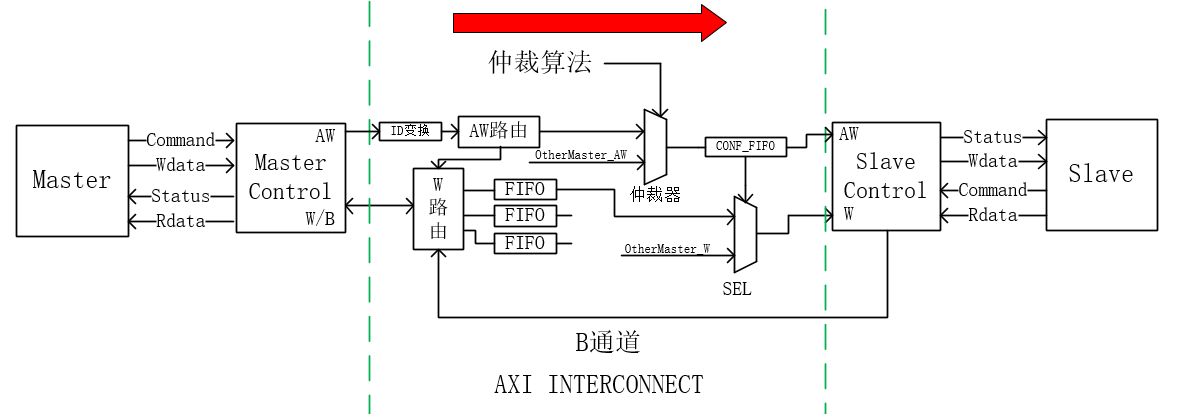 仲裁算法
Master
Command
Wdata
Status
Rdata
AW
Master
Control
W/B
ID变换
AW路由
OtherMaster_AW
W
路
由
FIFO
FIFO
FIFO
仲裁器
CONF_FIFO
OtherMaster_W
SEL
AW
Slave
Control
W
Status
Wdata
Command
Rdata
Slave
B通道
AXI INTERCONNECT